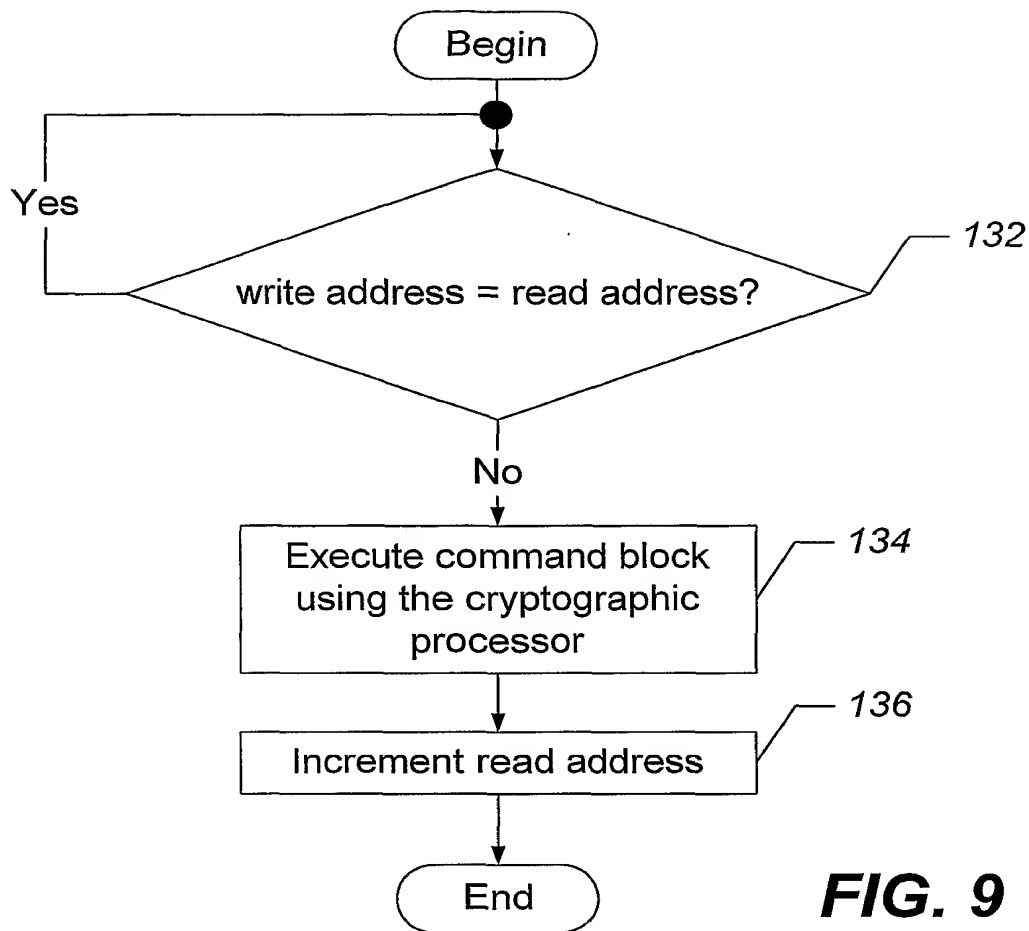 Begin
Yes
132
write address = read address?
No
134
Execute command block
using the cryptographic
processor
136
Increment read address
End
FIG. 9